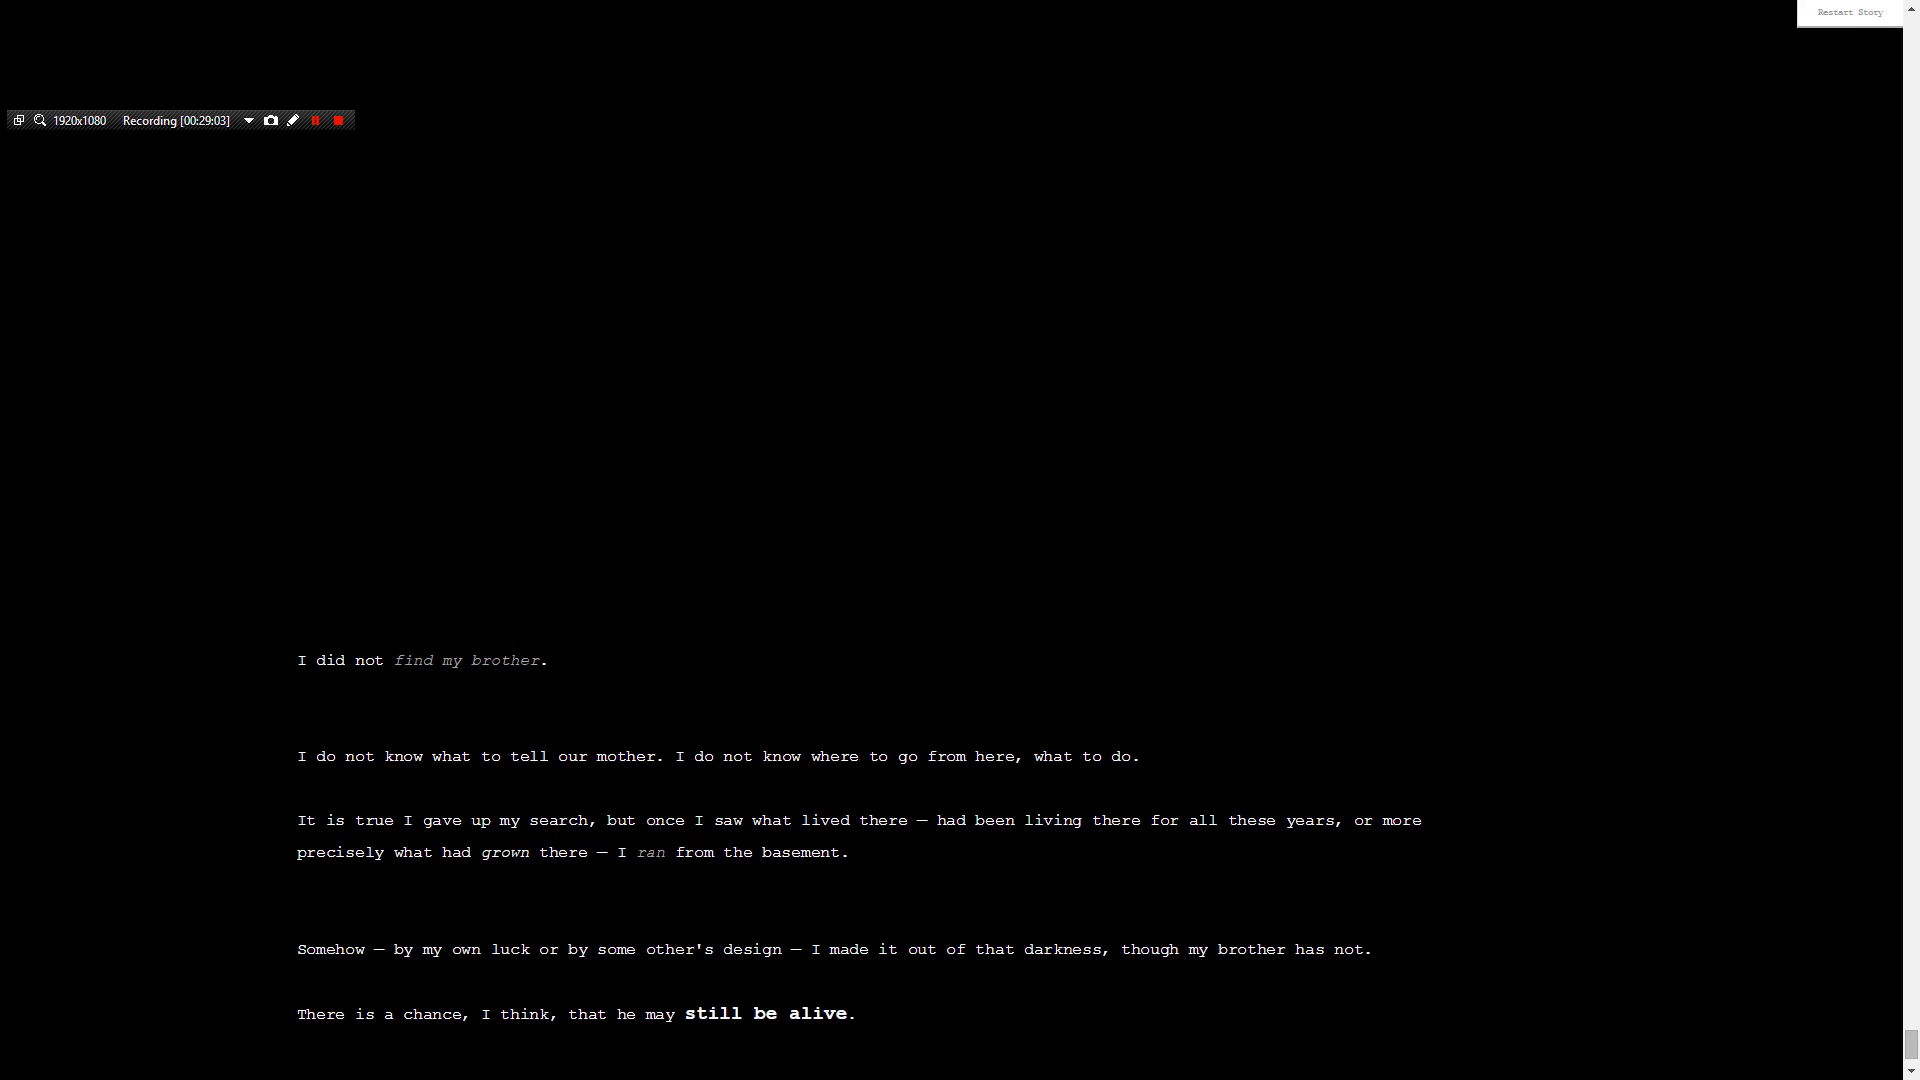 Restart Story
1920x1080 Recording [00:29:03]
I did not find my brother.
I do not know what to tell our mother. I do not know where to go from here, what to do.
It is true I gave up my search, but once I saw what lived there — had been living there for all these years, or more
precisely what had grown there — I ran from the basement.
Somehow — by my own luck or by some other's design — I made it out of that darkness, though my brother has not.
There is a chance, I think, that he may still be alive.